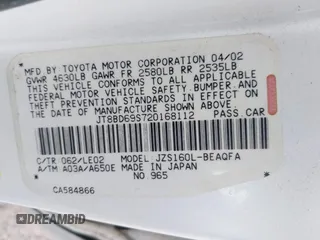 MFD BY TOYOTA MOTOR CORPORATION 04/02
GVWR 4630LB GAWR FR 2580LB RR 2535LB
THIS VEHICLE CONFORMS TO ALL APPLICABLE
FEDERAL MOTOR VEHICLE SAFETY, BUMPER, AND
THEFT PREVENTION STANDARDS IN EFFECT ON
THE DATE OF MANUFACTURE SHOWN ABOVE.
JT8BD69S720168112 PASS. CAR
C/TR: 062/LE02 MODEL: JZS160L-BEAQFA
A/TM: A03A/A650E MADE IN JAPAN
NO 965
CA584866